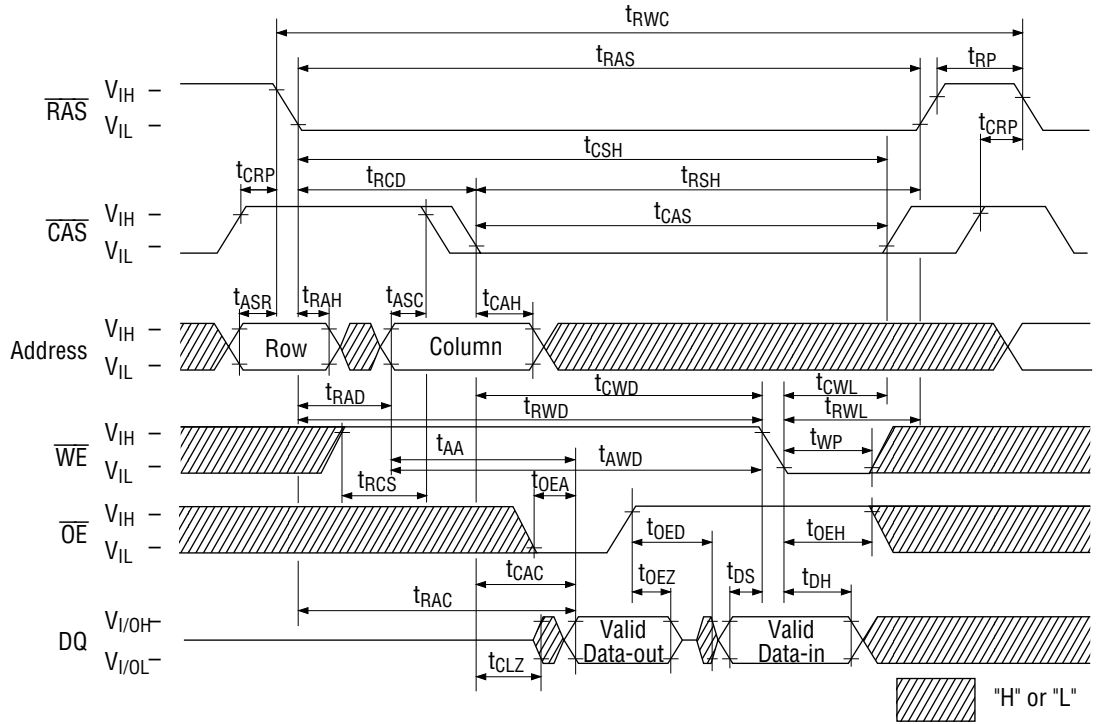 tRWC
tRAS
tRP
RAS
VIH –
VIL –
tCRP
tCSH
tCRP
tRCD
tRSH
CAS
VIH –
VIL –
tCAS
tASR
tRAH
tASC
tCAH
Address
VIH –
VIL –
Row
Column
tRAD
tCWD
tCWL
tRWD
tRWL
WE
VIH –
VIL –
tAA
tWP
tAWD
tRCS
tOEA
OE
VIH –
VIL –
tOED
tOEH
tCAC
tOEZ
tDS
tDH
tRAC
DQ
VI/OH –
VI/OL –
Valid
Data-out
Valid
Data-in
tCLZ
"H" or "L"